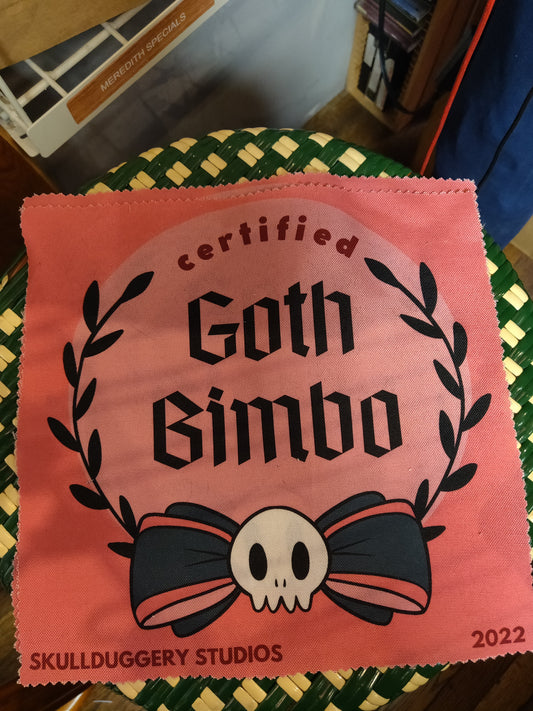 MEREDITH SPECIALS
certified
Goth
Bimbo
SKULLDUGGERY STUDIOS
2022